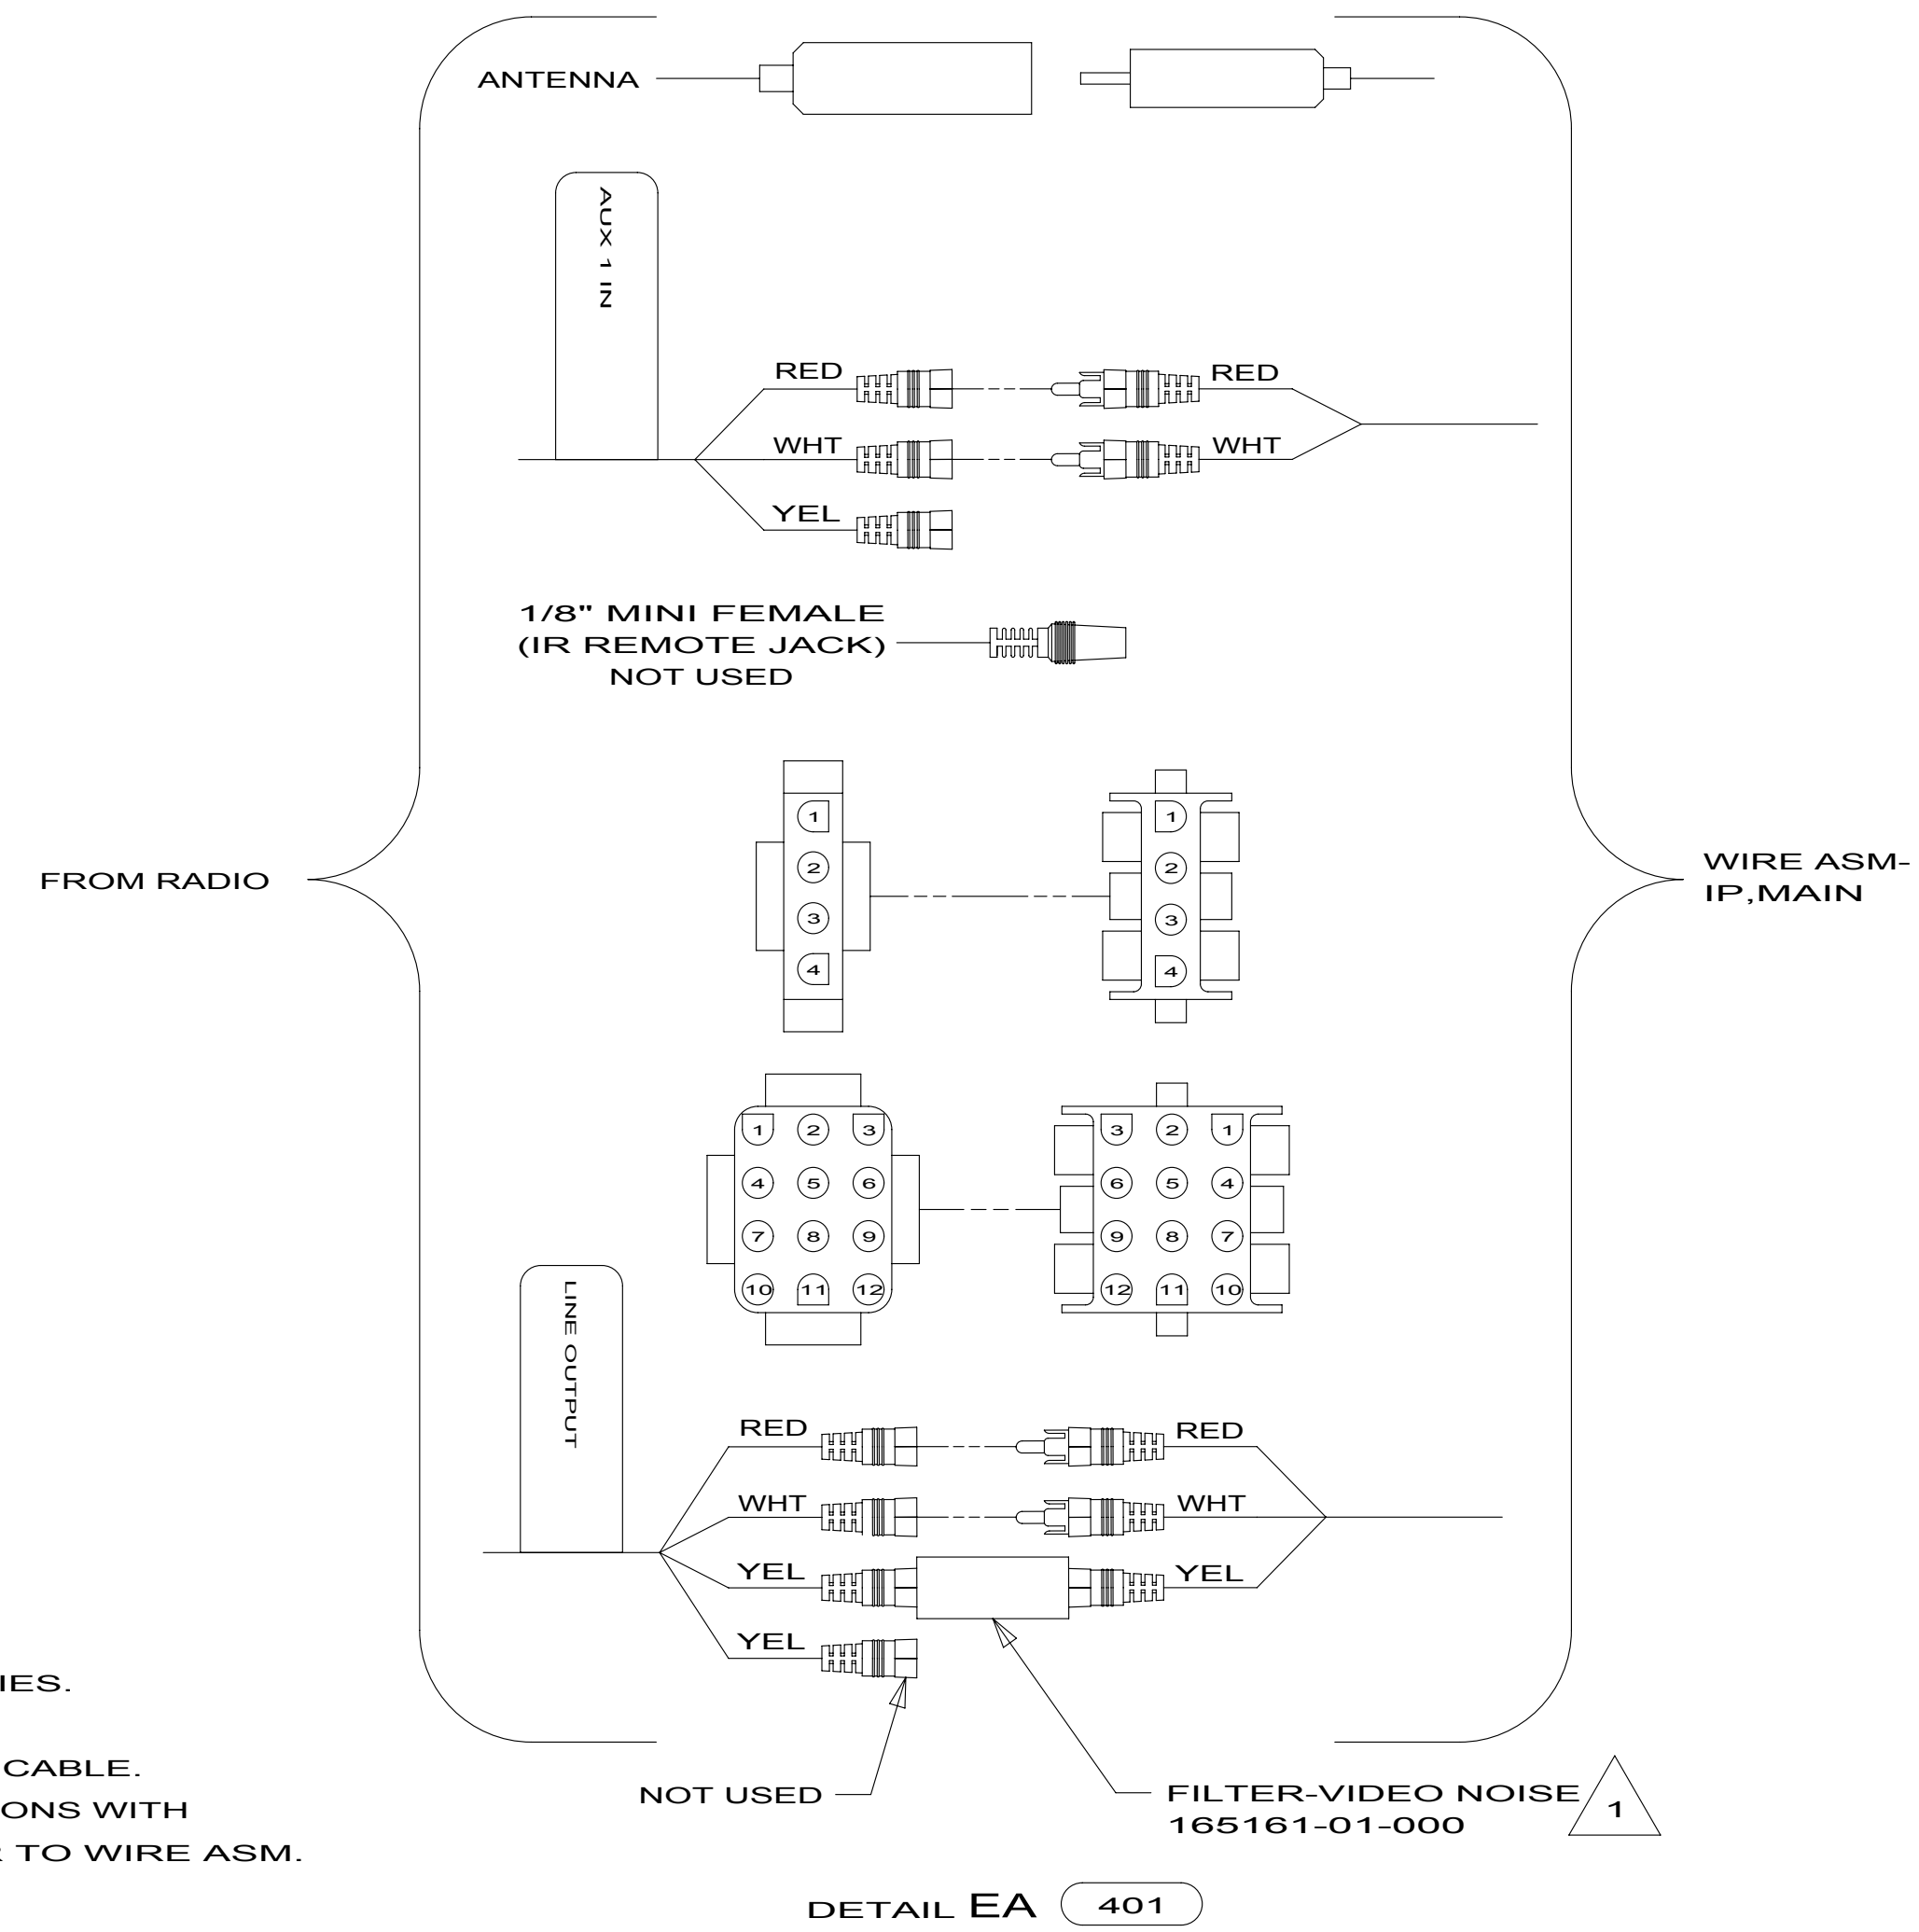 ANTENNA
AUX 1 IN
RED
RED
WHT
WHT
YEL
1/8" MINI FEMALE
(IR REMOTE JACK)
NOT USED
1
2
3
4
1
2
3
4
FROM RADIO
WIRE ASM-
IP,MAIN
1 2 3
4 5 6
7 8 9
10 11 12
3 2 1
6 5 4
9 8 7
12 11 10
LINE OUTPUT
RED
RED
WHT
WHT
YEL
YEL
YEL
NOT USED
FILTER-VIDEO NOISE
165161-01-000
1
IES.
CABLE.
ONS WITH
R TO WIRE ASM.
DETAIL EA 401